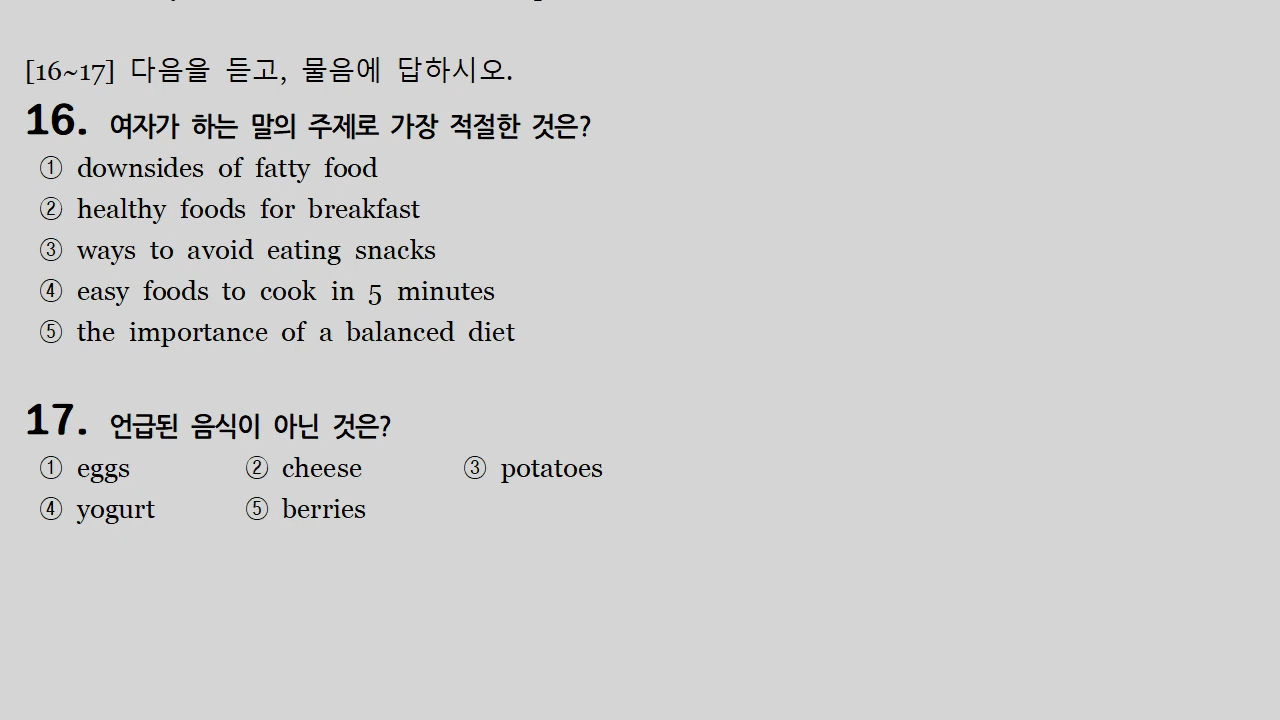 [16~17] 다음을 듣고, 물음에 답하시오.
16. 여자가 하는 말의 주제로 가장 적절한 것은?
① downsides of fatty food
② healthy foods for breakfast
③ ways to avoid eating snacks
④ easy foods to cook in 5 minutes
⑤ the importance of a balanced diet
17. 언급된 음식이 아닌 것은?
① eggs ② cheese ③ potatoes
④ yogurt ⑤ berries